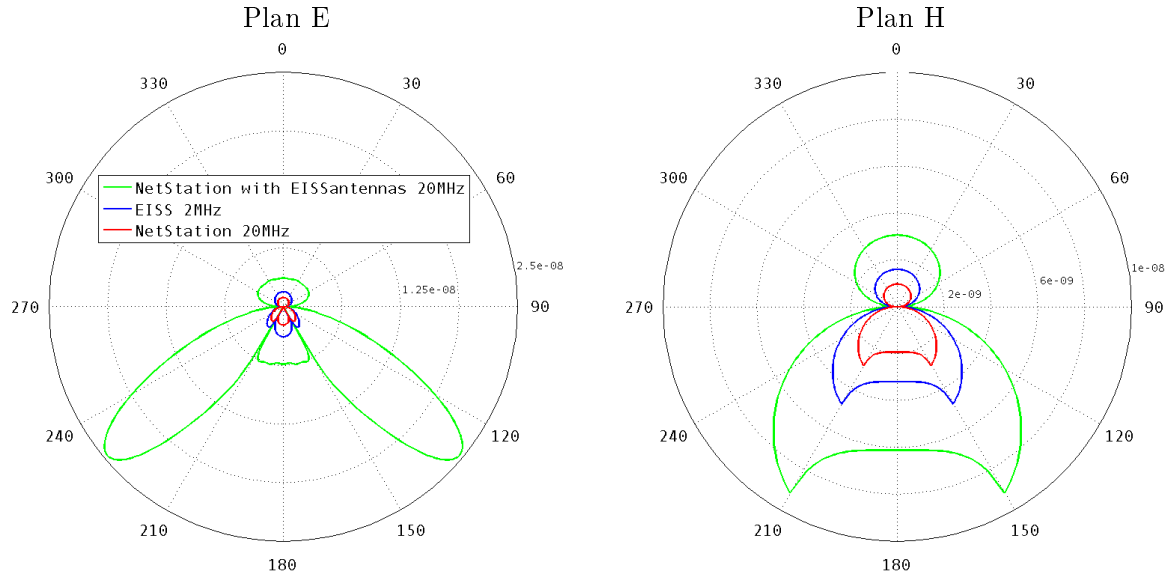 Plan E
Plan H
0
330
30
300
60
NetStation with EISSantennas 20MHz
EISS 2MHz
NetStation 20MHz
2.5e-08
1.25e-08
270
90
240
120
210
150
180
0
330
30
300
60
1e-08
6e-09
2e-09
270
90
240
120
210
150
180